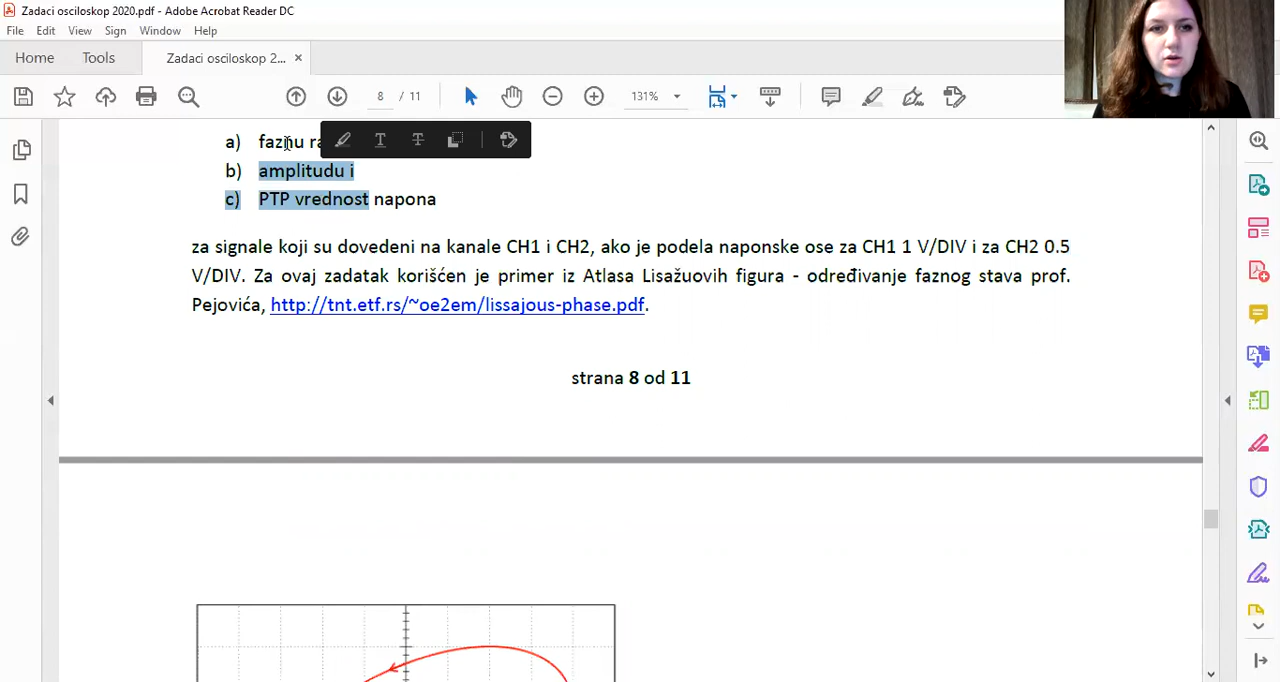 Zadaci osciloskop 2020.pdf - Adobe Acrobat Reader DC
File Edit View Sign Window Help
Home Tools Zadaci osciloskop 2... ×
8 / 11 131%
a) faznu
b) amplitudu i
c) PTP vrednost napona
za signale koji su dovedeni na kanale CH1 i CH2, ako je podela naponske ose za CH1 1 V/DIV i za CH2 0.5
V/DIV. Za ovaj zadatak korišćen je primer iz Atlasa Lisažuovih figura - određivanje faznog stava prof.
Pejovića, http://tnt.etf.rs/~oe2em/lissajous-phase.pdf.
strana 8 od 11